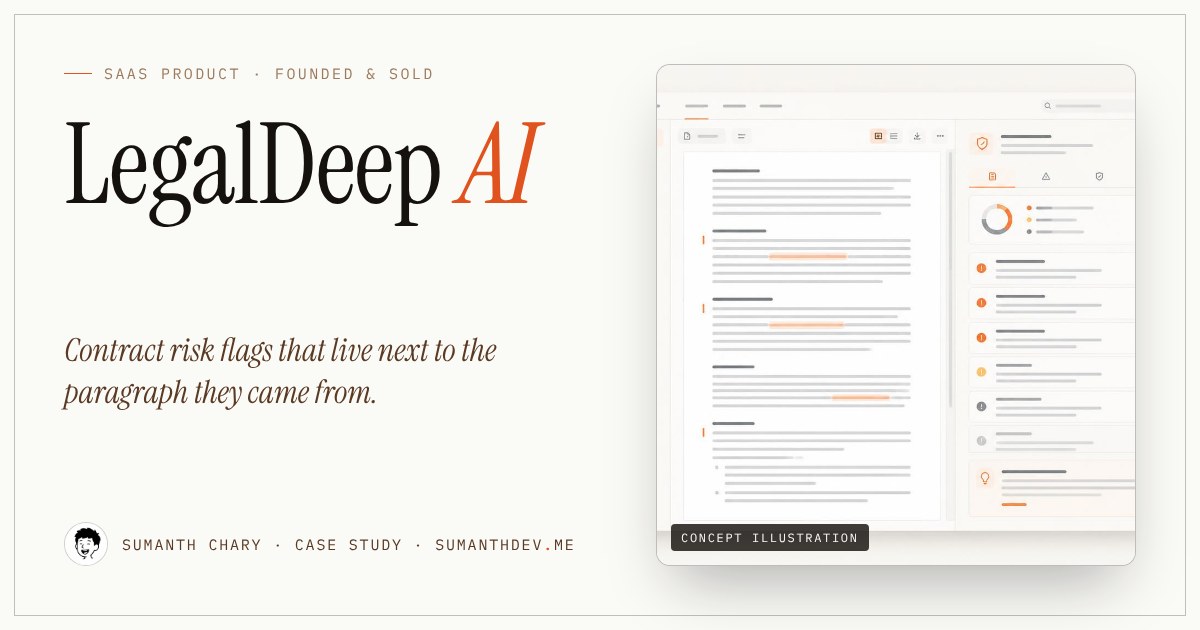 SAAS PRODUCT · FOUNDED & SOLD
LegalDeep AI
Contract risk flags that live next to the
paragraph they came from.
SUMANTH CHARY · CASE STUDY · SUMANTHDEV.ME
CONCEPT ILLUSTRATION